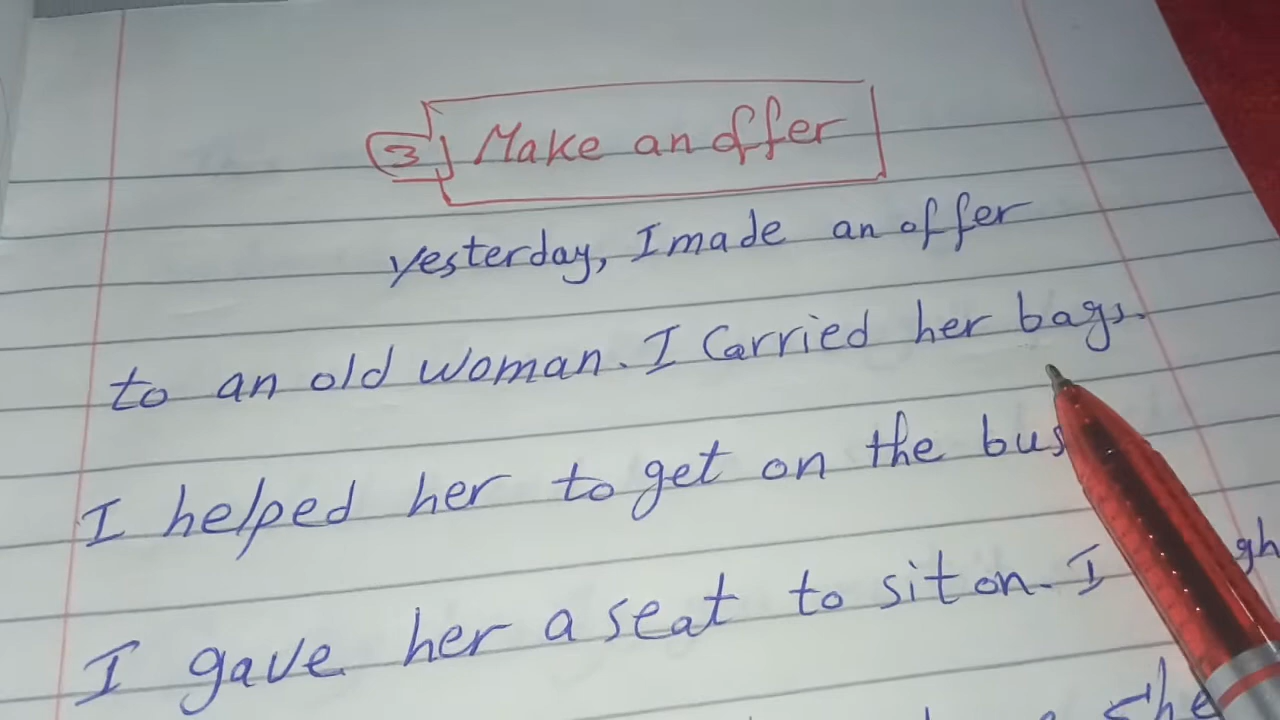 3) Make an offer
yesterday, I made an offer
to an old woman. I carried her bags.
I helped her to get on the bus
I gave her a seat to sit on. I
she